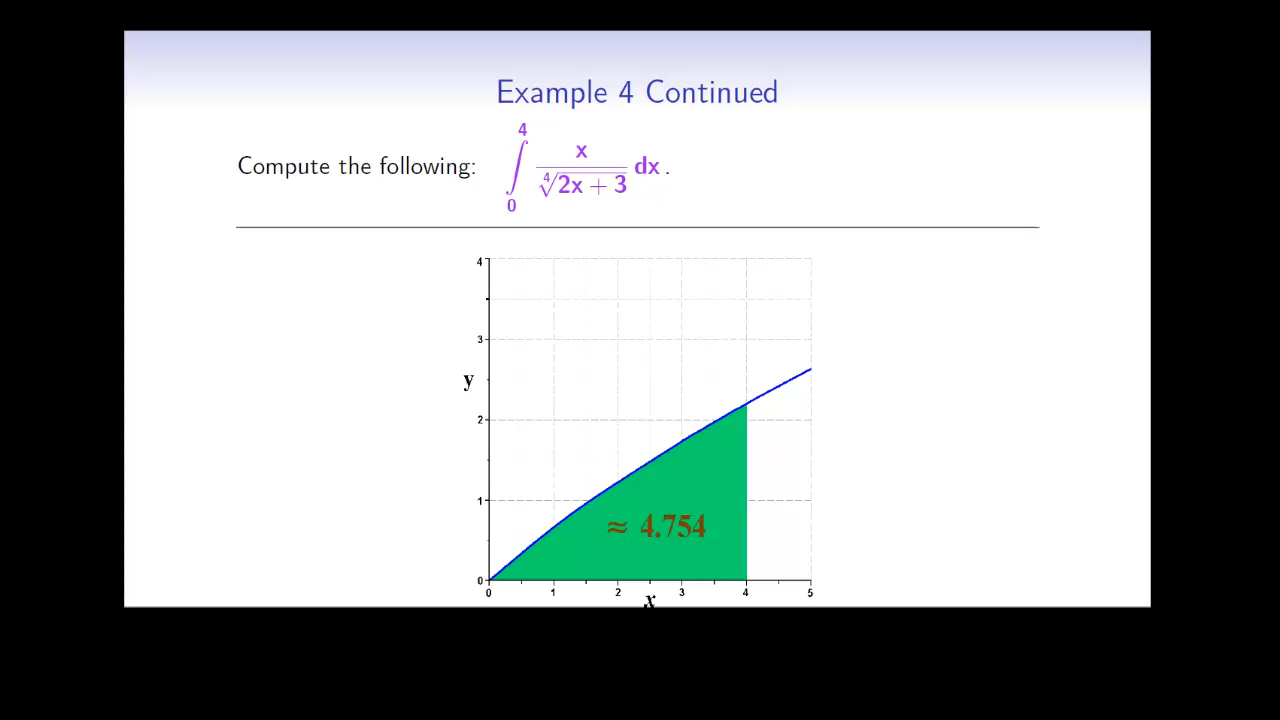 Example 4 Continued
Compute the following: ∫₀⁴ x / ∜(2x + 3) dx .
4
3
y
2
1
≈ 4.754
0
0 1 2 3 4 5
x